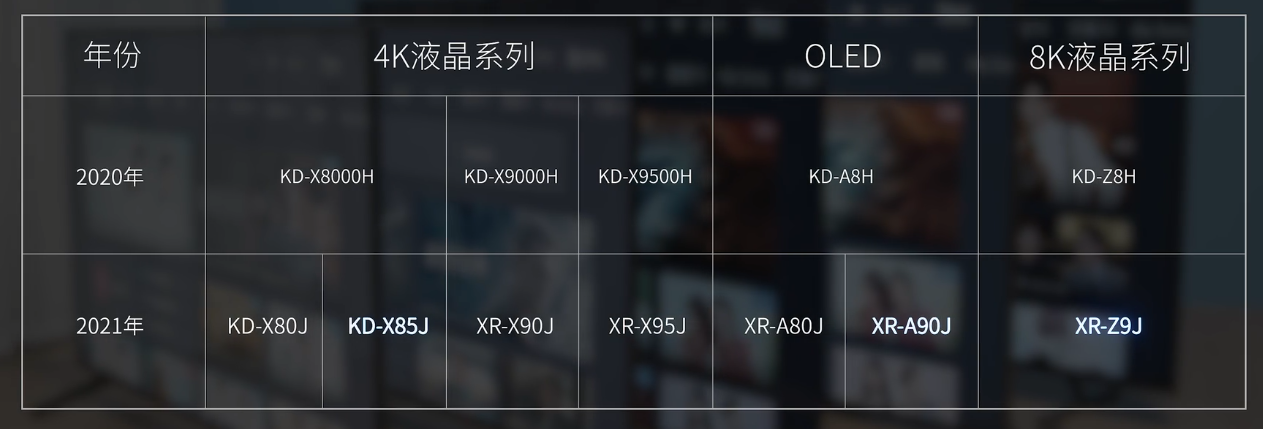 年份 4K液晶系列 OLED 8K液晶系列
2020年 KD-X8000H KD-X9000H KD-X9500H KD-A8H KD-Z8H
2021年 KD-X80J KD-X85J XR-X90J XR-X95J XR-A80J XR-A90J XR-Z9J